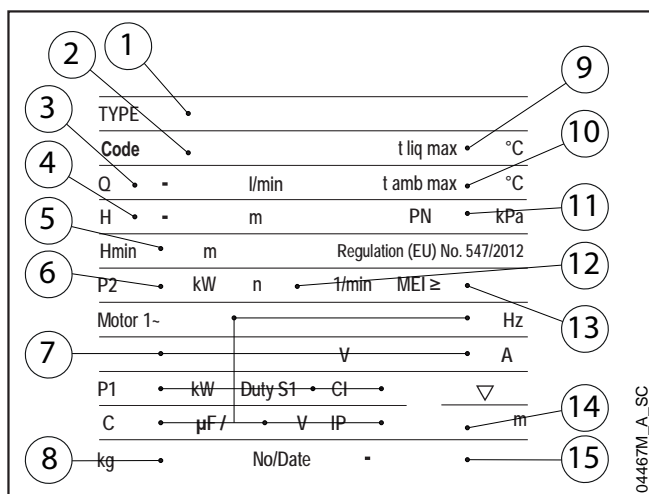 1
2
3
4
5
6
7
8
9
10
11
12
13
14
15
TYPE
Code t liq max °C
Q - l/min t amb max °C
H - m PN kPa
Hmin m Regulation (EU) No. 547/2012
P2 kW n 1/min MEI ≥
Motor 1~ Hz
V A
P1 kW Duty S1 Cl ▽
C µF / V IP m
kg No/Date -
04467M_A_SC